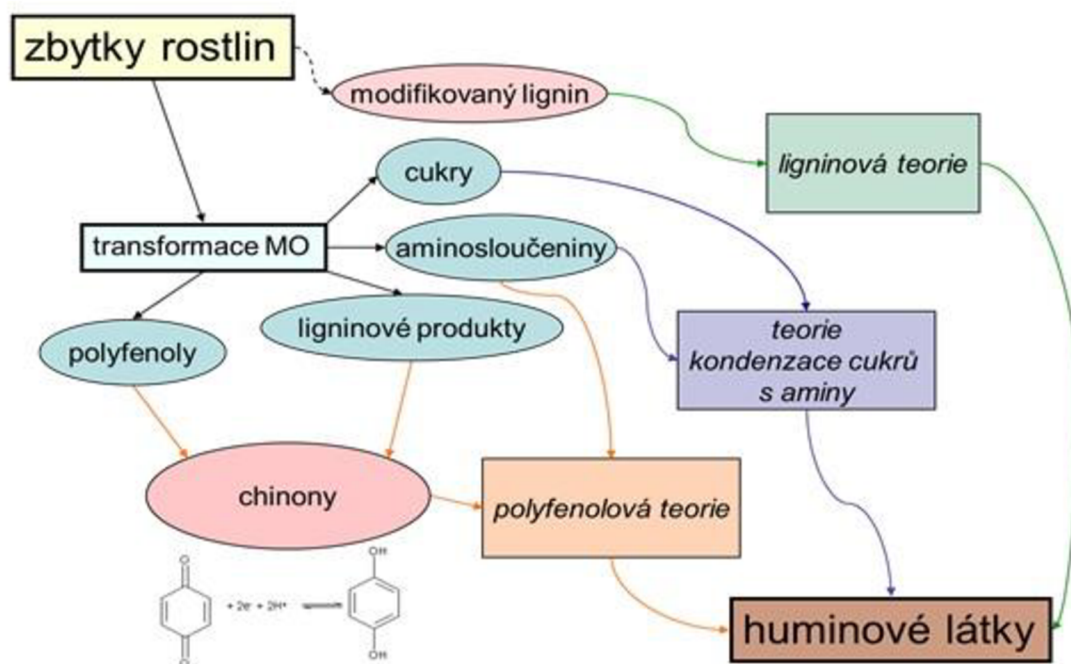 zbytky rostlin
modifikovaný lignin
ligninová teorie
cukry
transformace MO
aminosloučeniny
ligninové produkty
polyfenoly
teorie
kondenzace cukrů
s aminy
chinony
polyfenolová teorie
O
OH
+ 2e⁻ + 2H⁺
O
OH
huminové látky